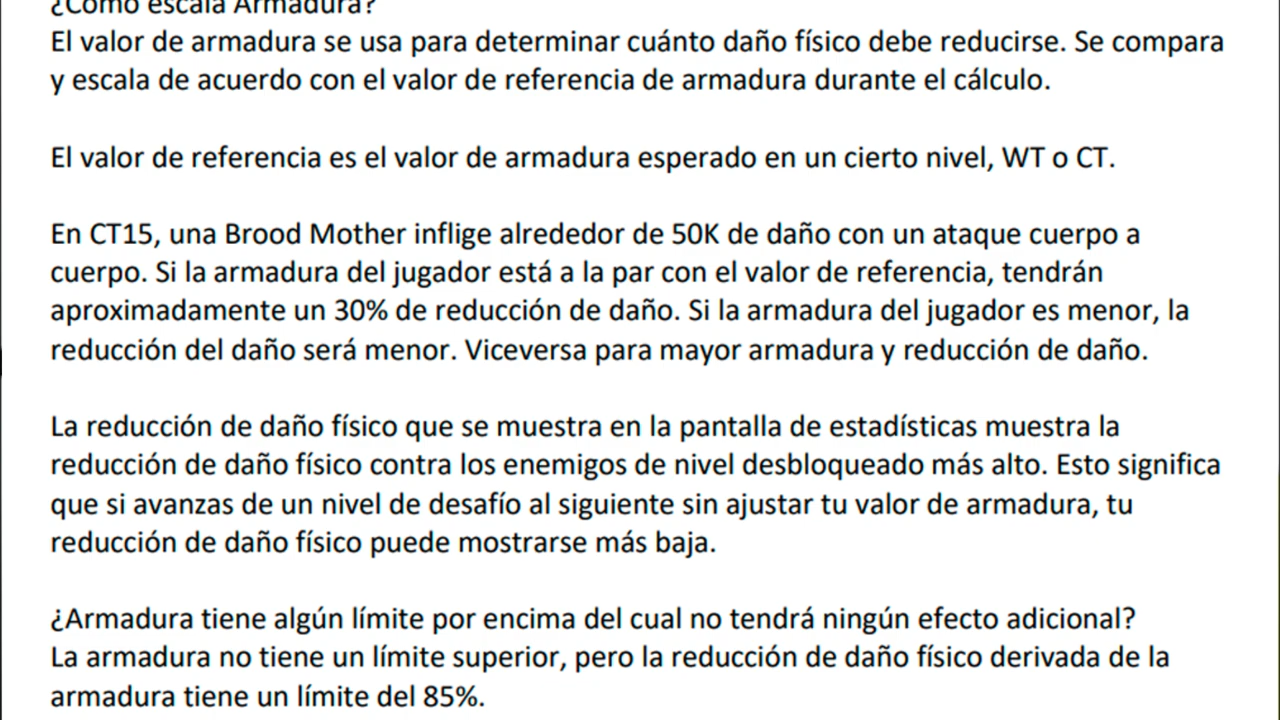 ¿Cómo escala Armadura?
El valor de armadura se usa para determinar cuánto daño físico debe reducirse. Se compara
y escala de acuerdo con el valor de referencia de armadura durante el cálculo.
El valor de referencia es el valor de armadura esperado en un cierto nivel, WT o CT.
En CT15, una Brood Mother inflige alrededor de 50K de daño con un ataque cuerpo a
cuerpo. Si la armadura del jugador está a la par con el valor de referencia, tendrán
aproximadamente un 30% de reducción de daño. Si la armadura del jugador es menor, la
reducción del daño será menor. Viceversa para mayor armadura y reducción de daño.
La reducción de daño físico que se muestra en la pantalla de estadísticas muestra la
reducción de daño físico contra los enemigos de nivel desbloqueado más alto. Esto significa
que si avanzas de un nivel de desafío al siguiente sin ajustar tu valor de armadura, tu
reducción de daño físico puede mostrarse más baja.
¿Armadura tiene algún límite por encima del cual no tendrá ningún efecto adicional?
La armadura no tiene un límite superior, pero la reducción de daño físico derivada de la
armadura tiene un límite del 85%.